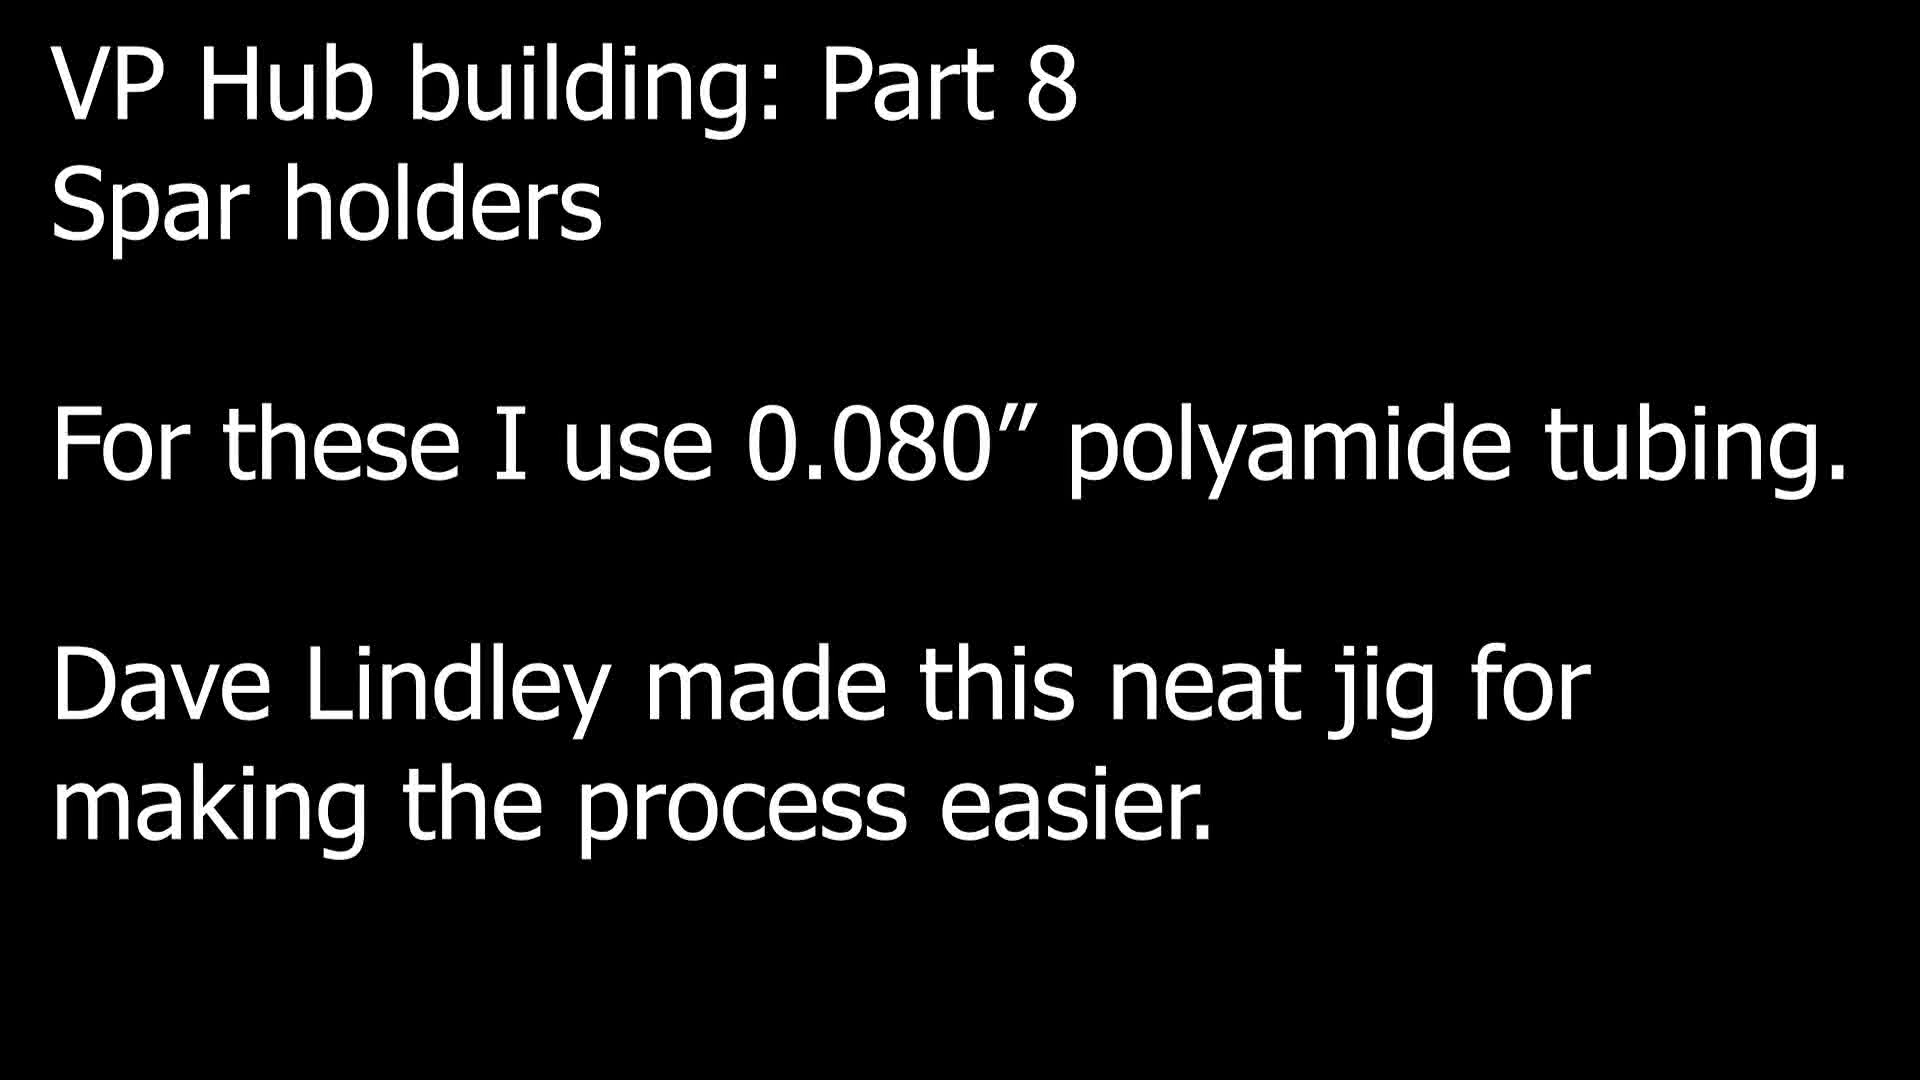 VP Hub building: Part 8
Spar holders
For these I use 0.080” polyamide tubing.
Dave Lindley made this neat jig for
making the process easier.